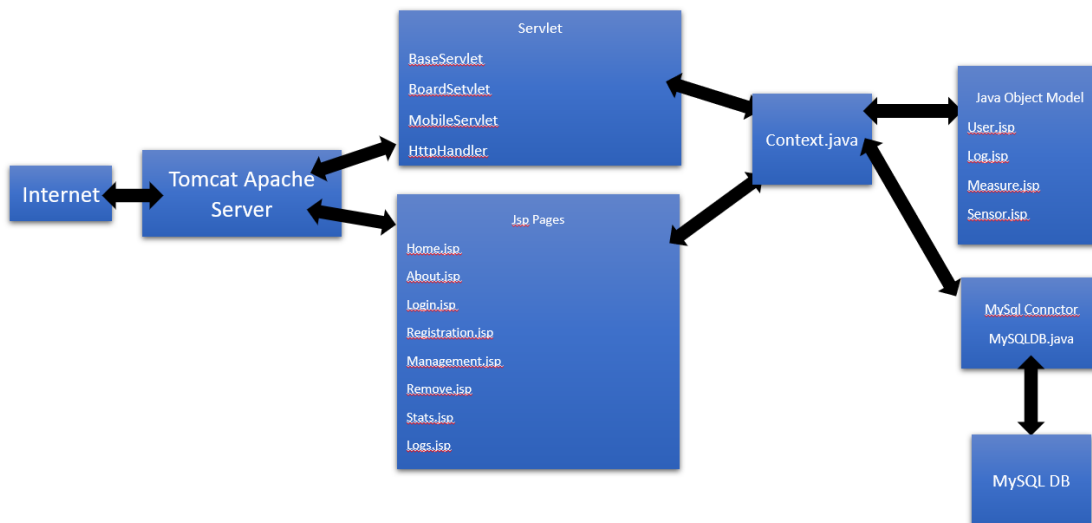 Internet
Tomcat Apache
Server
Servlet
BaseServlet
BoardSetvlet
MobileServlet
HttpHandler
Jsp Pages
Home.jsp
About.jsp
Login.jsp
Registration.jsp
Management.jsp
Remove.jsp
Stats.jsp
Logs.jsp
Context.java
Java Object Model
User.jsp
Log.jsp
Measure.jsp
Sensor.jsp
MySql Connctor
MySQLDB.java
MySQL DB